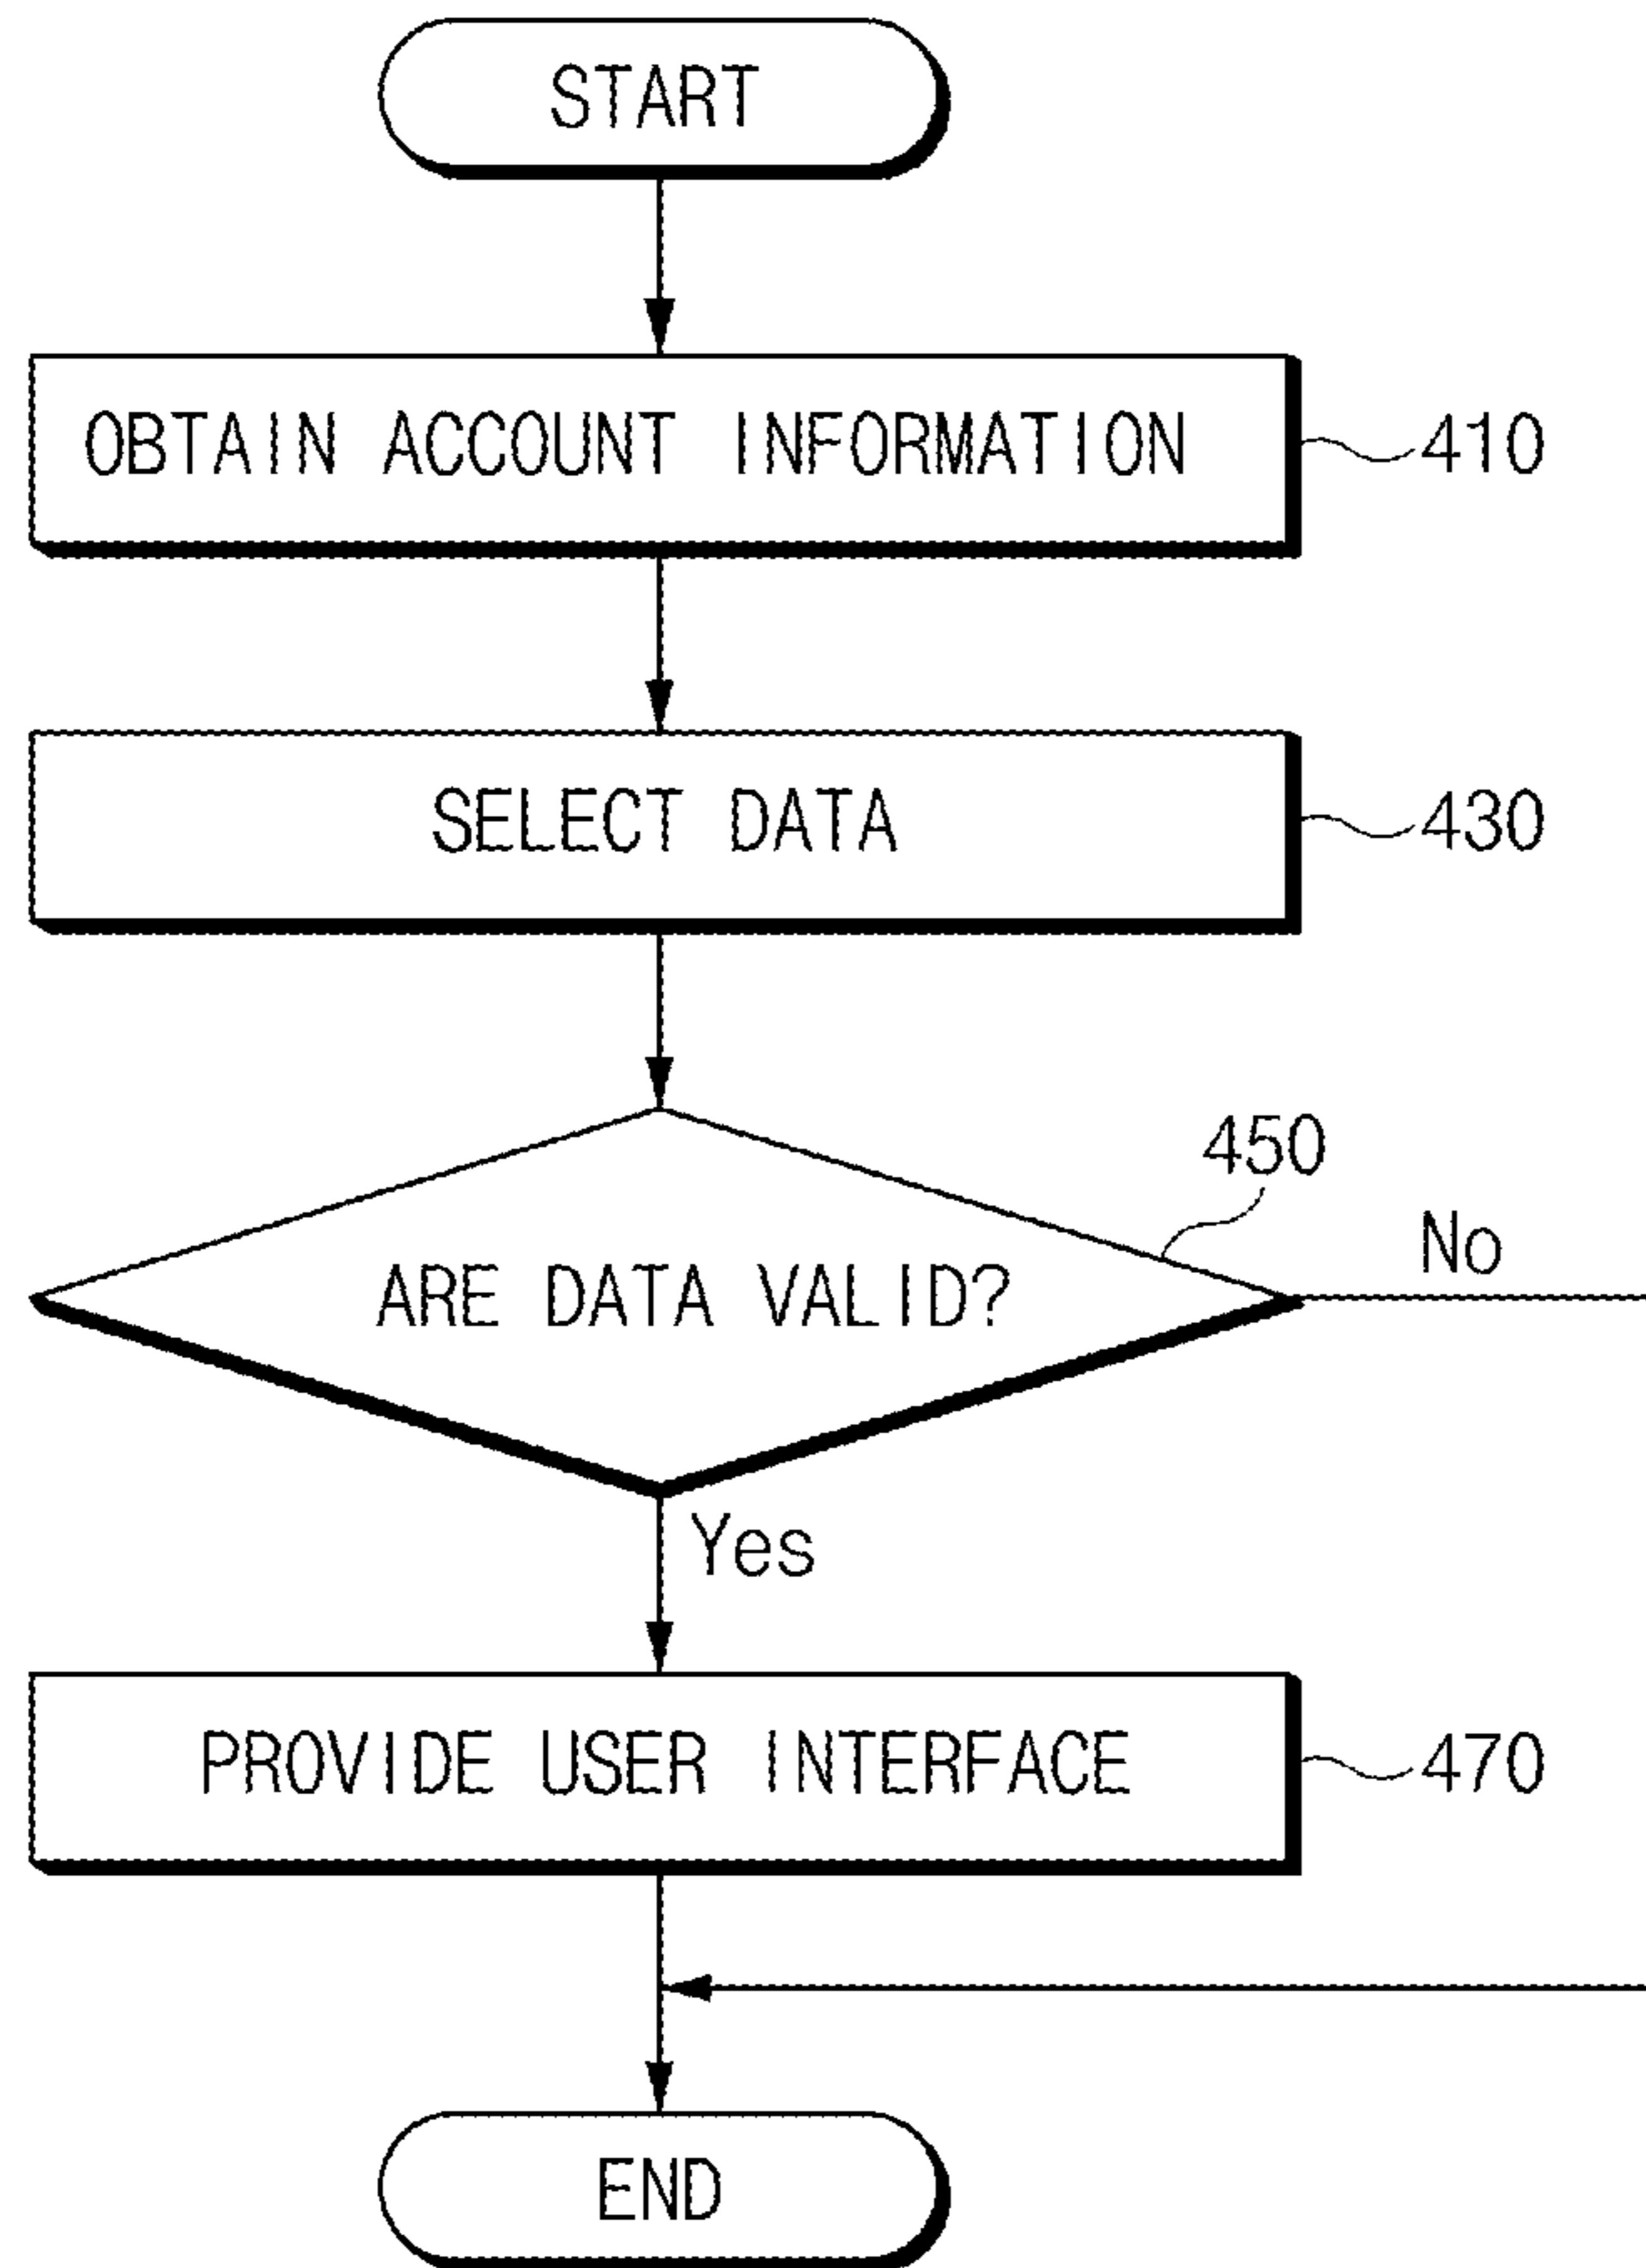 START
OBTAIN ACCOUNT INFORMATION
410
SELECT DATA
430
450
No
ARE DATA VALID?
Yes
PROVIDE USER INTERFACE
470
END